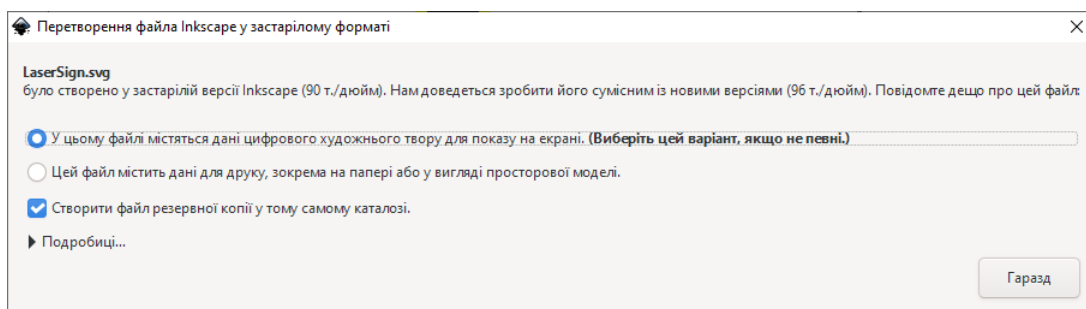 Перетворення файла Inkscape у застарілому форматі
LaserSign.svg
було створено у застарілій версії Inkscape (90 т./дюйм). Нам доведеться зробити його сумісним із новими версіями (96 т./дюйм). Повідомте дещо про цей файл:
У цьому файлі містяться дані цифрового художнього твору для показу на екрані. (Виберіть цей варіант, якщо не певні.)
Цей файл містить дані для друку, зокрема на папері або у вигляді просторової моделі.
Створити файл резервної копії у тому самому каталозі.
Подробиці...
Гаразд